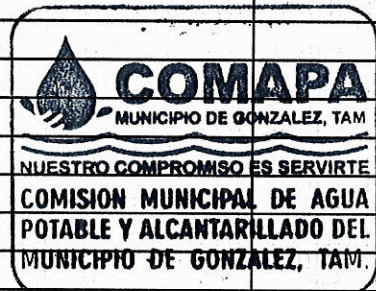 COMAPA
MUNICIPIO DE GONZALEZ, TAM
NUESTRO COMPROMISO ES SERVIRTE
COMISION MUNICIPAL DE AGUA
POTABLE Y ALCANTARILLADO DEL
MUNICIPIO DE GONZALEZ, TAM.